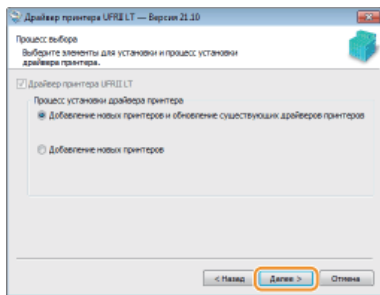 Драйвер принтера UFRII LT — Версия 21.10
Процесс выбора
Выберите элементы для установки и процесс установки
драйвера принтера.
Драйвер принтера UFRII LT
Процесс установки драйвера принтера
Добавление новых принтеров и обновление существующих драйверов принтеров
Добавление новых принтеров
< Назад
Далее >
Отмена